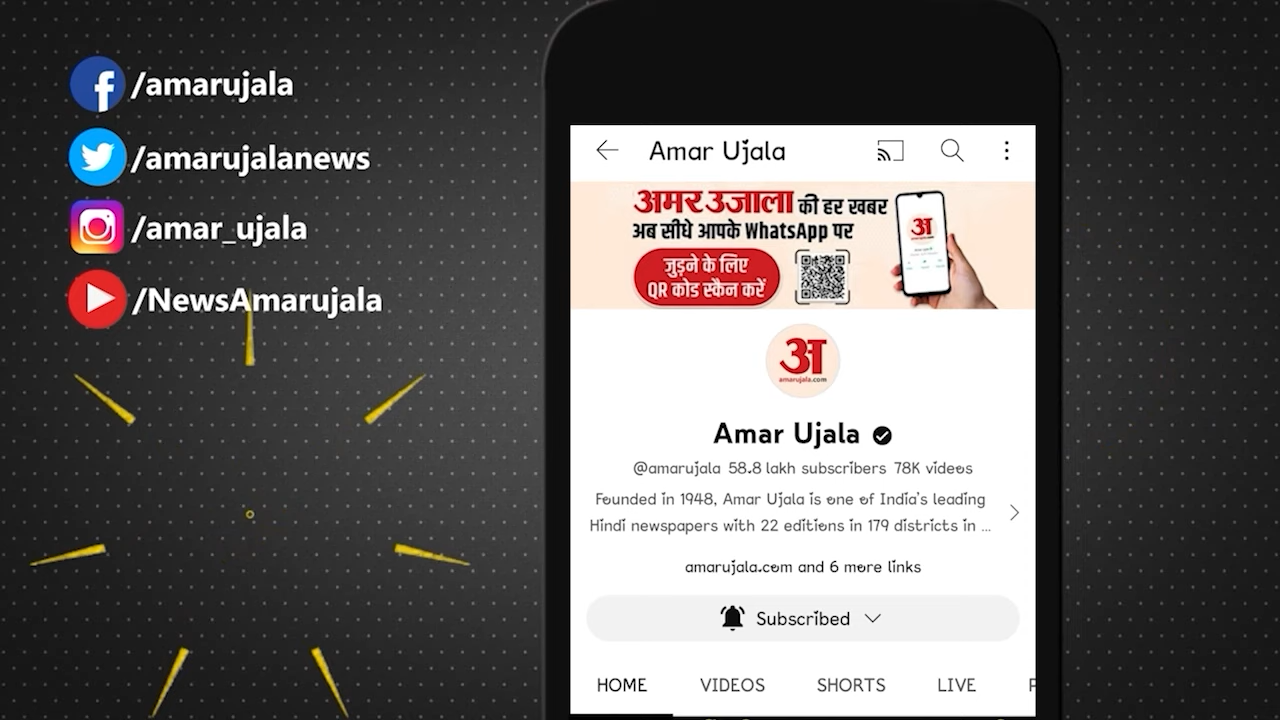 /amarujala
/amarujalanews
/amar_ujala
/NewsAmarujala
Amar Ujala
अमर उजाला की हर खबर
अब सीधे आपके WhatsApp पर
जुड़ने के लिए
QR कोड स्कैन करें
अ
अ
amarujala.com
Amar Ujala
@amarujala 58.8 lakh subscribers 78K videos
Founded in 1948, Amar Ujala is one of India's leading
Hindi newspapers with 22 editions in 179 districts in ...
amarujala.com and 6 more links
Subscribed
HOME VIDEOS SHORTS LIVE